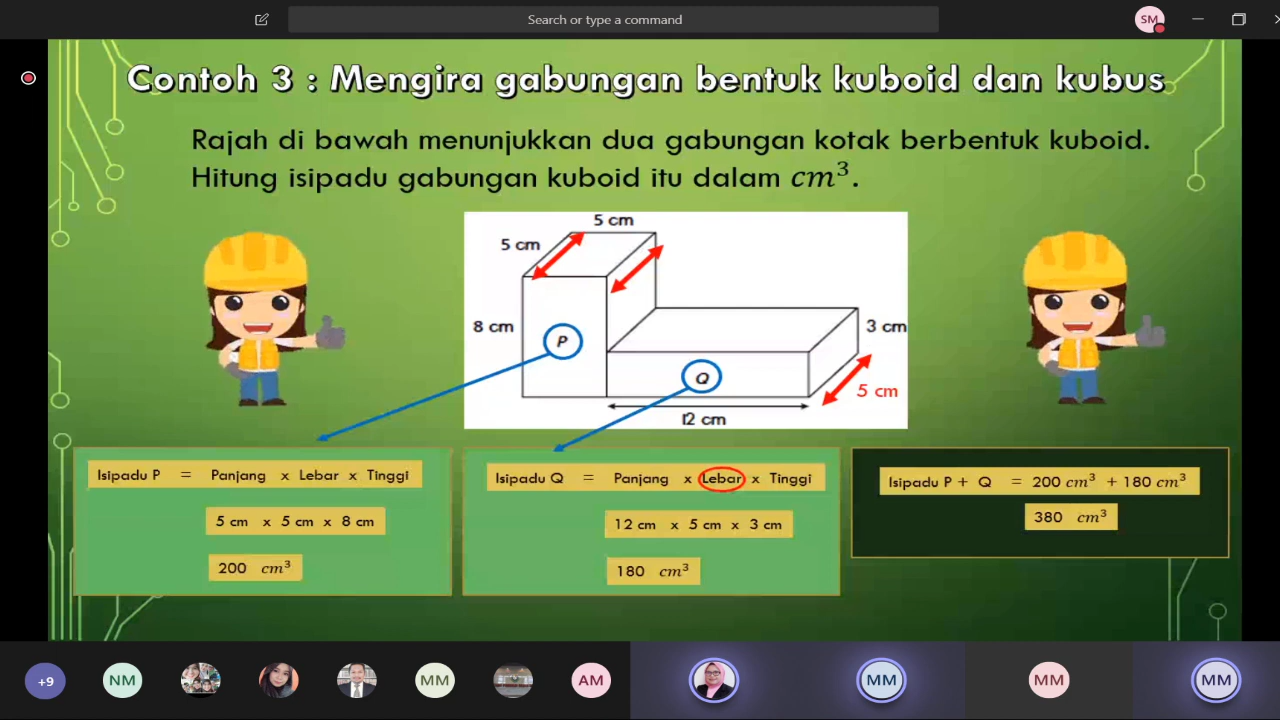 Search or type a command
SM
Contoh 3 : Mengira gabungan bentuk kuboid dan kubus
Rajah di bawah menunjukkan dua gabungan kotak berbentuk kuboid.
Hitung isipadu gabungan kuboid itu dalam cm³.
5 cm
5 cm
8 cm
P
3 cm
Q
5 cm
12 cm
Isipadu P = Panjang x Lebar x Tinggi
5 cm x 5 cm x 8 cm
200 cm³
Isipadu Q = Panjang x Lebar x Tinggi
12 cm x 5 cm x 3 cm
180 cm³
Isipadu P + Q = 200 cm³ + 180 cm³
380 cm³
+9
NM
MM
AM
MM
MM
MM